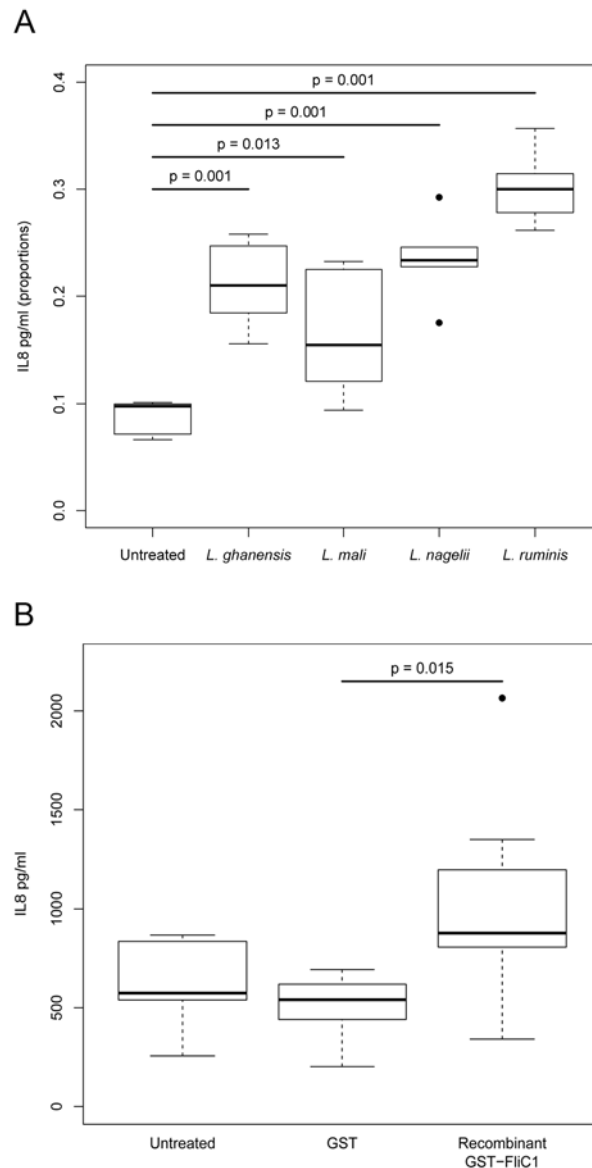 A
p = 0.001
p = 0.001
p = 0.013
p = 0.001
IL8 pg/ml (proportions)
0.4
0.3
0.2
0.1
0.0
Untreated L. ghanensis L. mali L. nagelii L. ruminis
B
p = 0.015
IL8 pg/ml
2000
1500
1000
500
0
Untreated GST Recombinant
GST−FliC1